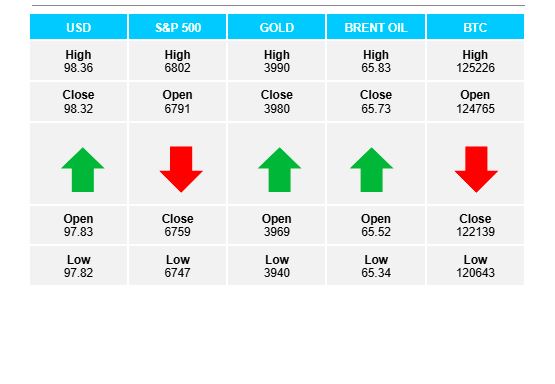 USD S&P 500 GOLD BRENT OIL BTC
High High High High High
98.36 6802 3990 65.83 125226
Close Open Close Close Open
98.32 6791 3980 65.73 124765
Open Close Open Open Close
97.83 6759 3969 65.52 122139
Low Low Low Low Low
97.82 6747 3940 65.34 120643